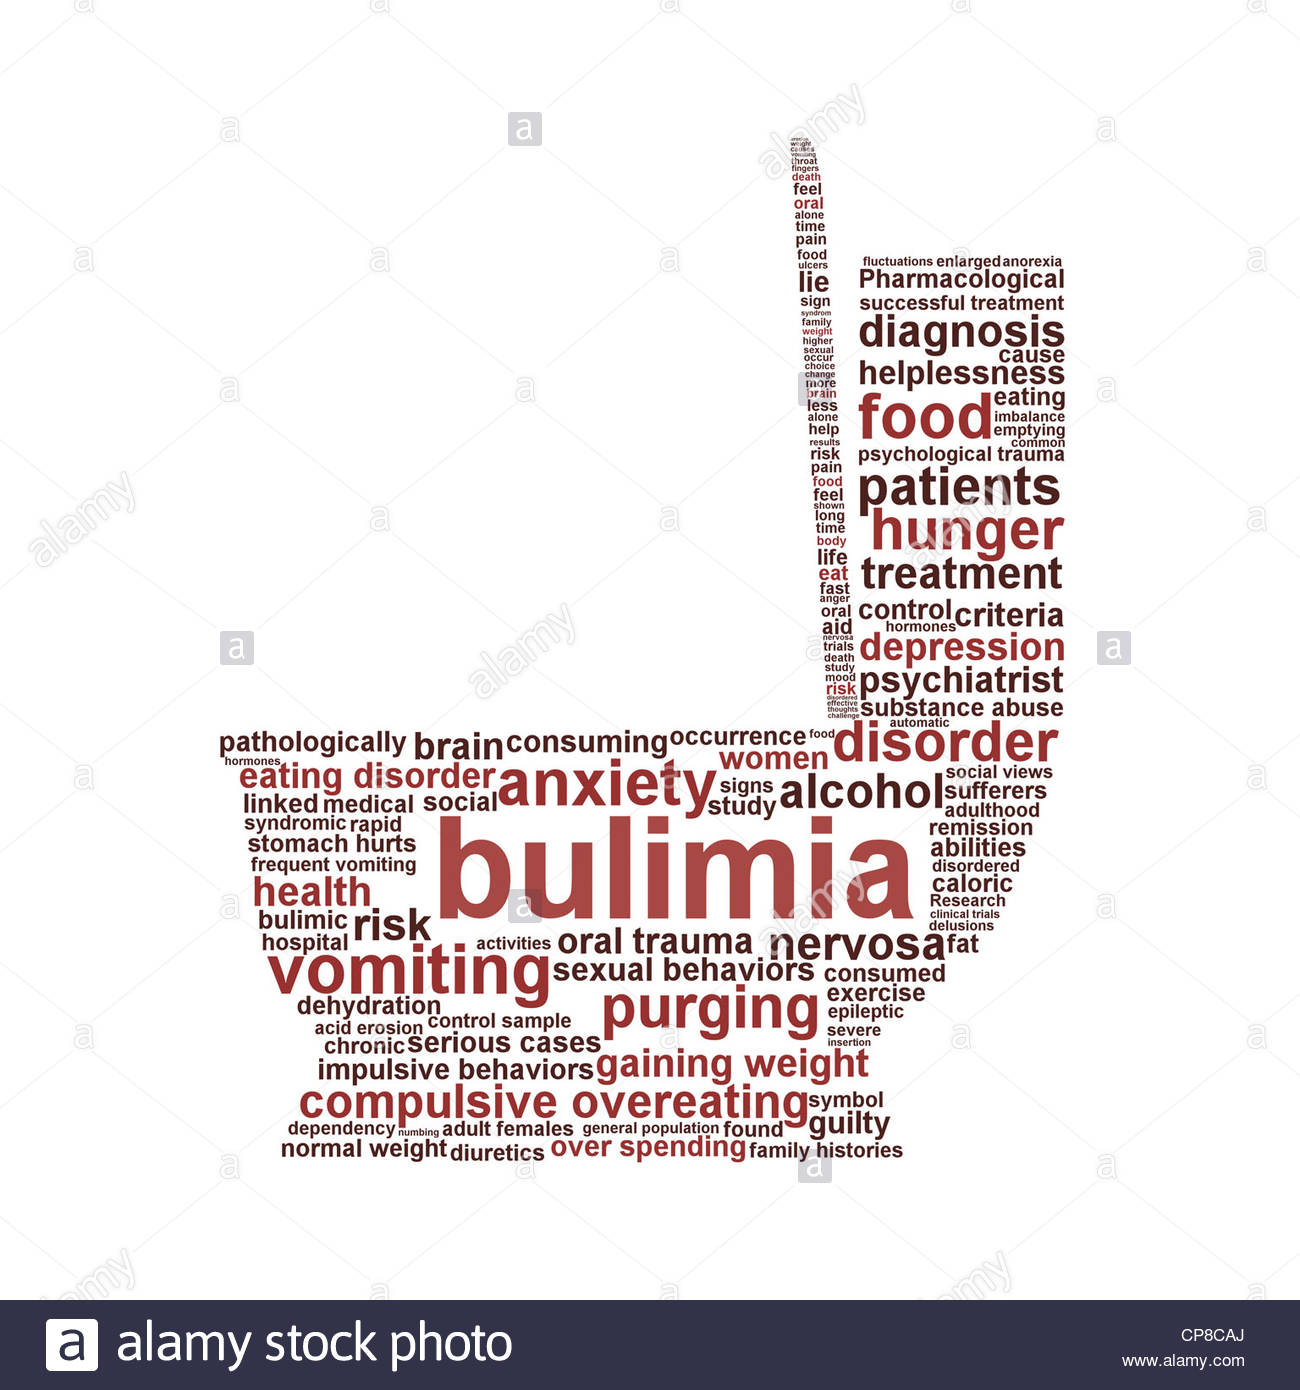 erosion
weight
causes
vomiting
throat
fingers
death
feel
oral
alone
time
pain
food
ulcers
lie
sign
syndrom
family
weight
higher
sexual
occur
choice
change
more
brain
less
alone
help
results
risk
pain
food
feel
shown
long
time
body
life
eat
fast
anger
oral
aid
nervosa
trials
death
study
mood
risk
disordered
effective
thoughts
challenge
fluctuations enlarged anorexia
Pharmacological
successful treatment
diagnosis
cause
helplessness
food eating
imbalance
emptying
common
psychological trauma
patients
hunger
treatment
control criteria
hormones
depression
psychiatrist
substance abuse
automatic
disorder
pathologically brain consuming occurrence food
hormones
eating disorder anxiety women
signs alcohol
social views
sufferers
linked medical social study
adulthood
syndromic rapid
remission
stomach hurts
abilities
frequent vomiting
disordered
bulimia
health
caloric
Research
bulimic risk
clinical trials
delusions
hospital activities oral trauma nervosa fat
vomiting sexual behaviors consumed
dehydration purging exercise
acid erosion control sample epileptic
chronic serious cases severe
insertion
impulsive behaviors gaining weight
compulsive overeating symbol
dependency numbing adult females general population found guilty
normal weight diuretics over spending family histories
alamy
alamy
alamy
alamy
alamy
alamy
alamy
a alamy stock photo
CP8CAJ
www.alamy.com